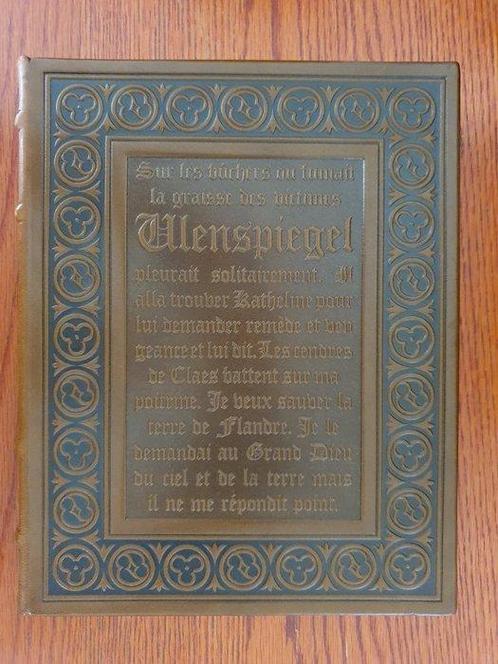 Sur les bûchers ou fumait
la graisse des victimes
Ulenspiegel
pleurait solitairement. Il
alla trouver Katheline pour
lui demander remède et ven
geance et lui dit. Les cendres
de Claes battent sur ma
poitrine. Je veux sauver la
terre de Flandre. Je le
demandai au Grand Dieu
du ciel et de la terre mais
il ne me répondit point.